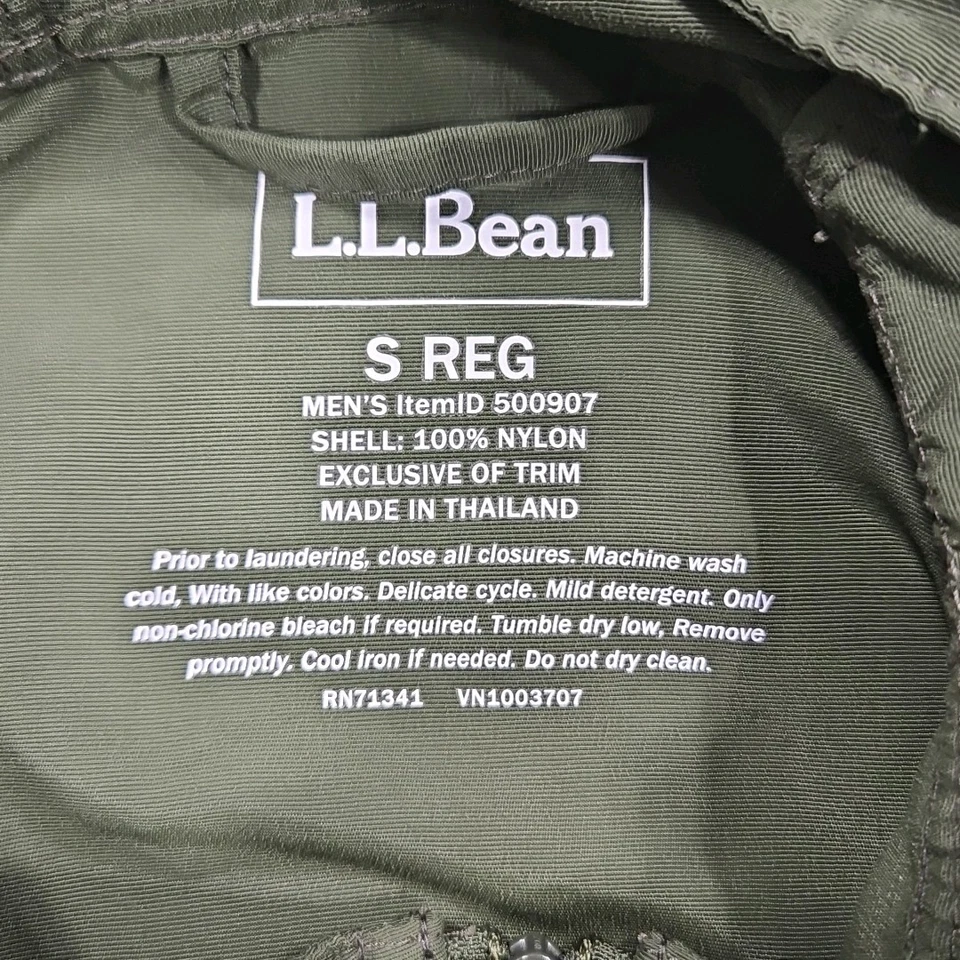 L.L.Bean
S REG
MEN'S ItemID 500907
SHELL: 100% NYLON
EXCLUSIVE OF TRIM
MADE IN THAILAND
Prior to laundering, close all closures. Machine wash
cold, With like colors. Delicate cycle. Mild detergent. Only
non-chlorine bleach if required. Tumble dry low, Remove
promptly. Cool iron if needed. Do not dry clean.
RN71341 VN1003707